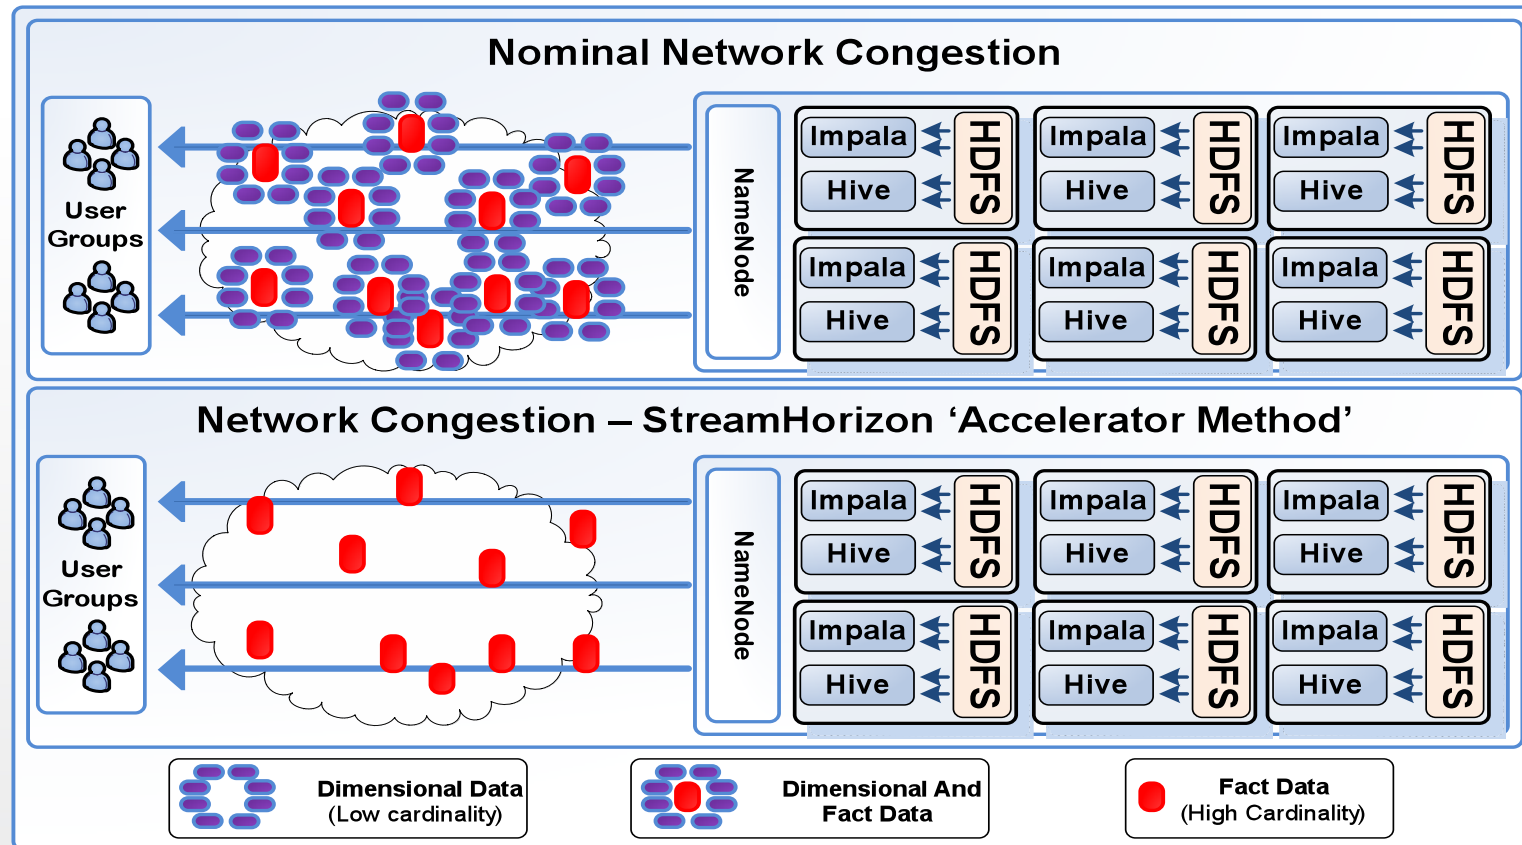 Nominal Network Congestion
User
Groups
NameNode
Impala
Hive
HDFS
Impala
Hive
HDFS
Impala
Hive
HDFS
Impala
Hive
HDFS
Impala
Hive
HDFS
Impala
Hive
HDFS
Network Congestion – StreamHorizon ‘Accelerator Method’
User
Groups
NameNode
Impala
Hive
HDFS
Impala
Hive
HDFS
Impala
Hive
HDFS
Impala
Hive
HDFS
Impala
Hive
HDFS
Impala
Hive
HDFS
Dimensional Data
(Low cardinality)
Dimensional And
Fact Data
Fact Data
(High Cardinality)